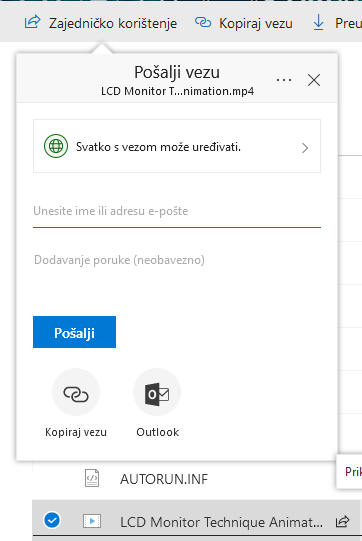 Zajedničko korištenje
Kopiraj vezu
Preu
Pošalji vezu
LCD Monitor T...nimation.mp4
Svatko s vezom može uređivati.
Unesite ime ili adresu e-pošte
Dodavanje poruke (neobavezno)
Pošalji
Kopiraj vezu
Outlook
Prik
AUTORUN.INF
LCD Monitor Technique Animat...